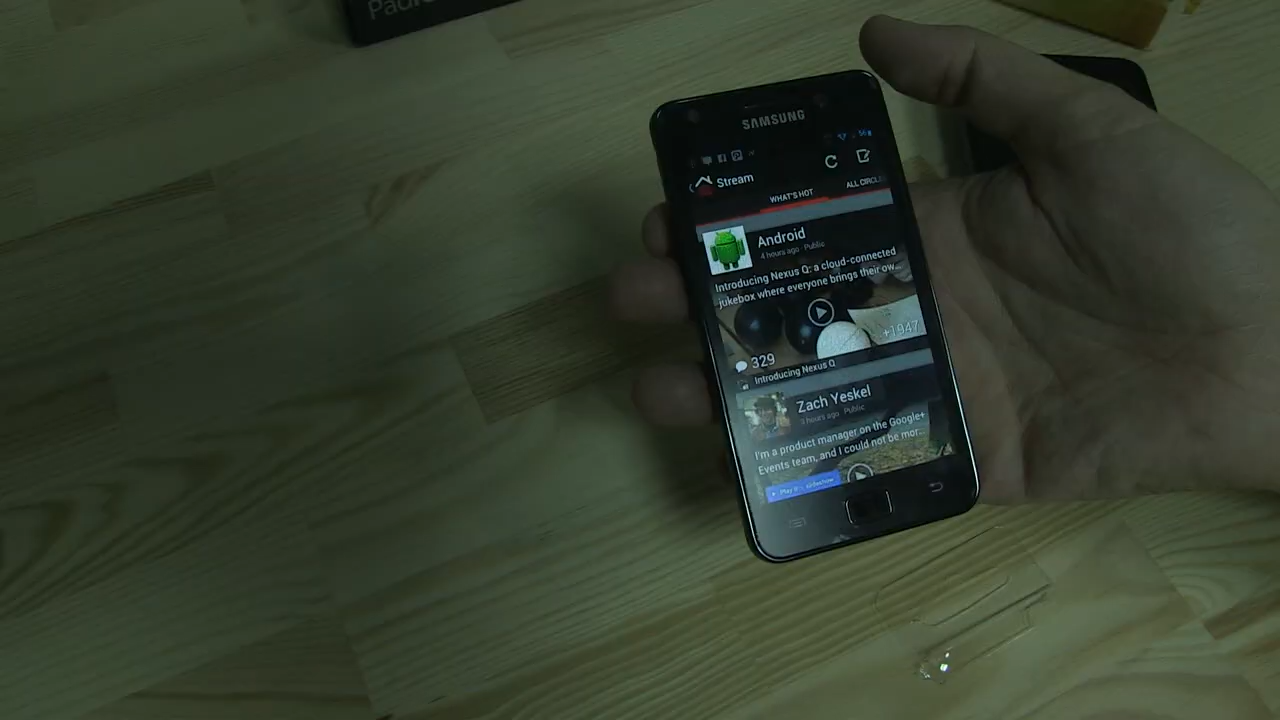 SAMSUNG
Stream
WHAT'S HOT
ALL CIRCLE
Android
4 hours ago · Public
Introducing Nexus Q: a cloud-connected
jukebox where everyone brings their ow...
329
+1947
Introducing Nexus Q
Zach Yeskel
3 hours ago · Public
I'm a product manager on the Google+
Events team, and I could not be mor...